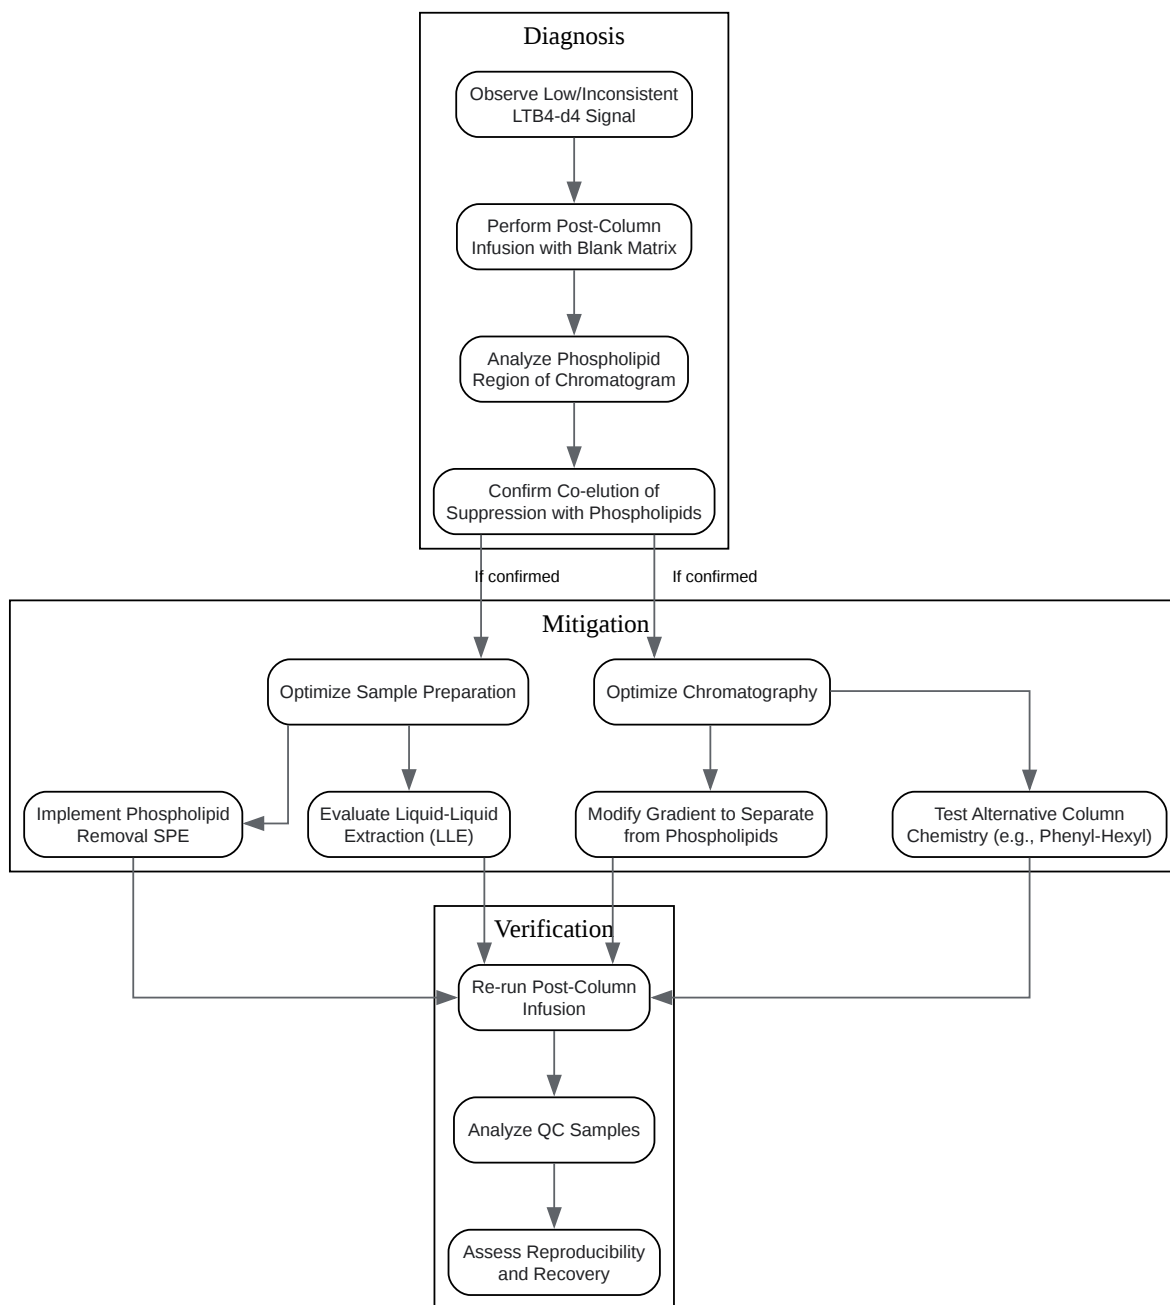 Diagnosis
Observe Low/Inconsistent
LTB4-d4 Signal
Perform Post-Column
Infusion with Blank Matrix
Analyze Phospholipid
Region of Chromatogram
Confirm Co-elution of
Suppression with Phospholipids
If confirmed
If confirmed
Mitigation
Optimize Sample Preparation
Optimize Chromatography
Implement Phospholipid
Removal SPE
Evaluate Liquid-Liquid
Extraction (LLE)
Modify Gradient to Separate
from Phospholipids
Test Alternative Column
Chemistry (e.g., Phenyl-Hexyl)
Verification
Re-run Post-Column
Infusion
Analyze QC Samples
Assess Reproducibility
and Recovery